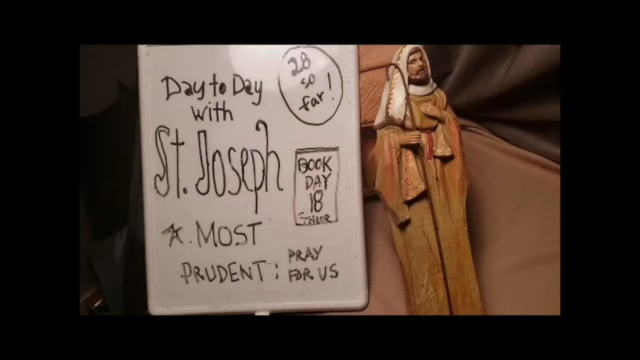 Day to Day
with
St. Joseph
28
so
far!
BOOK
DAY
18
MOST
PRUDENT:
PRAY
FOR US